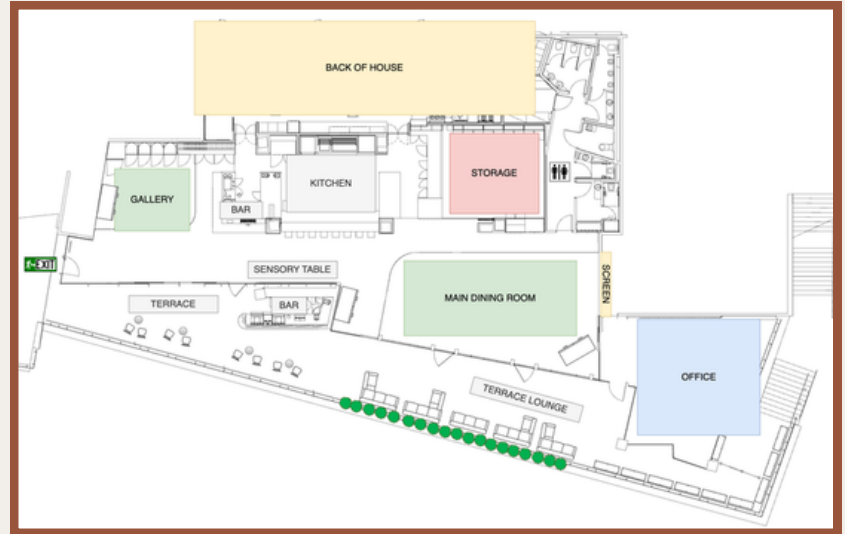 BACK OF HOUSE
STORAGE
KITCHEN
GALLERY
BAR
EXIT
SENSORY TABLE
SCREEN
MAIN DINING ROOM
TERRACE
BAR
OFFICE
TERRACE LOUNGE